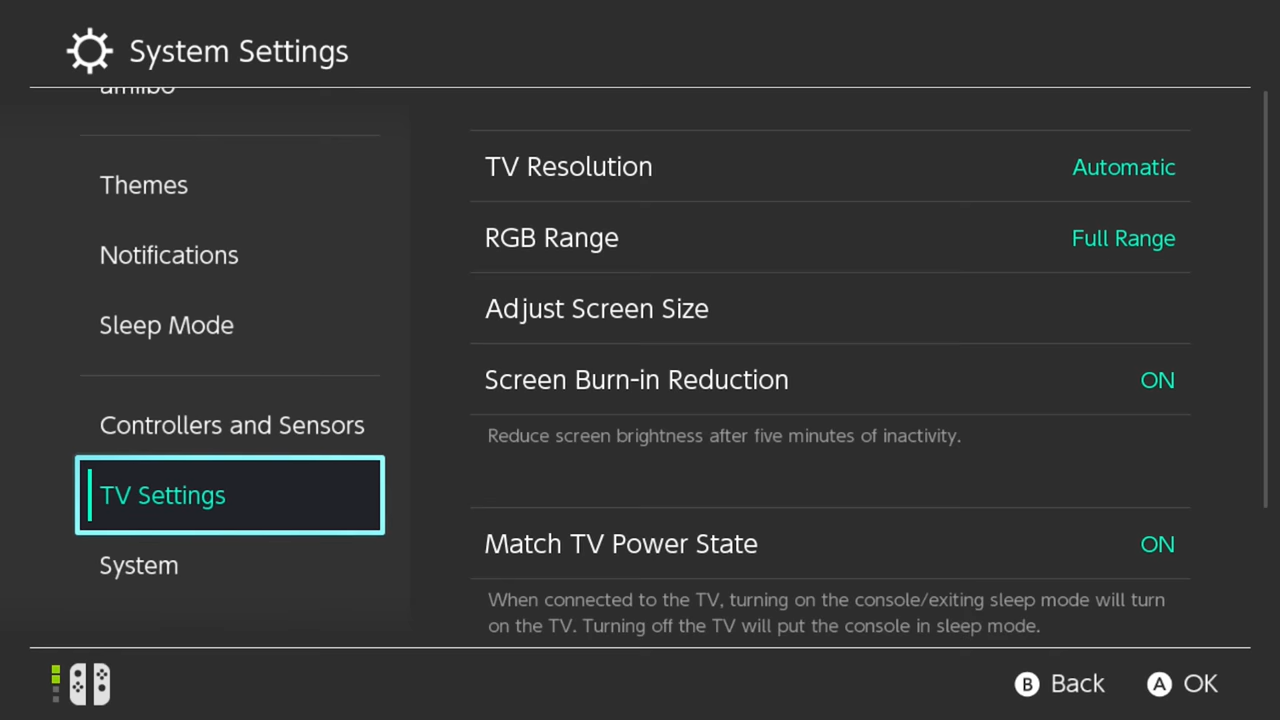 System Settings
amiibo
Themes
Notifications
Sleep Mode
Controllers and Sensors
TV Settings
System
TV Resolution Automatic
RGB Range Full Range
Adjust Screen Size
Screen Burn-in Reduction ON
Reduce screen brightness after five minutes of inactivity.
Match TV Power State ON
When connected to the TV, turning on the console/exiting sleep mode will turn
on the TV. Turning off the TV will put the console in sleep mode.
B Back A OK